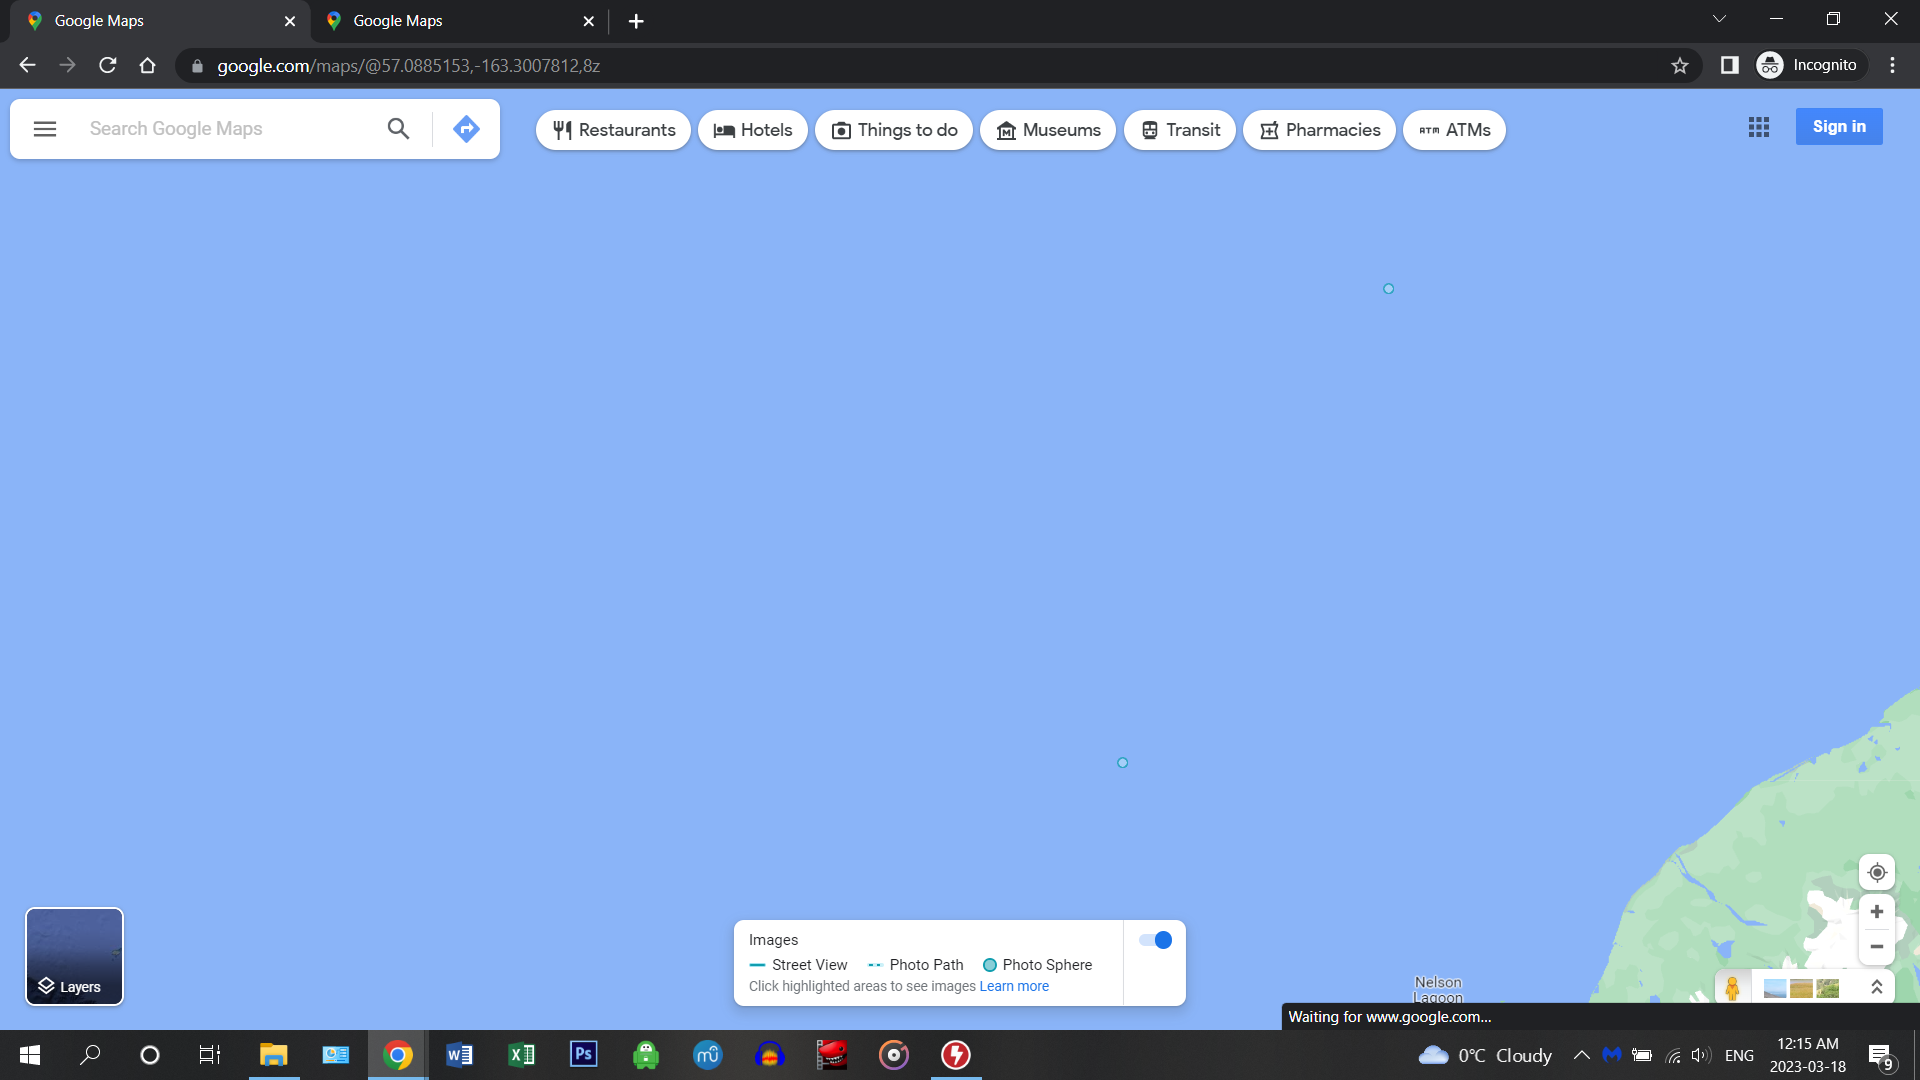 Google Maps
Google Maps
google.com/maps/@57.0885153,-163.3007812,8z
Incognito
Search Google Maps
Restaurants
Hotels
Things to do
Museums
Transit
Pharmacies
ATM ATMs
Sign in
Layers
Images
Street View
Photo Path
Photo Sphere
Click highlighted areas to see images Learn more
Nelson
Lagoon
Waiting for www.google.com...
W
X
Ps
mu
0°C Cloudy
ENG
12:15 AM
2023-03-18
9